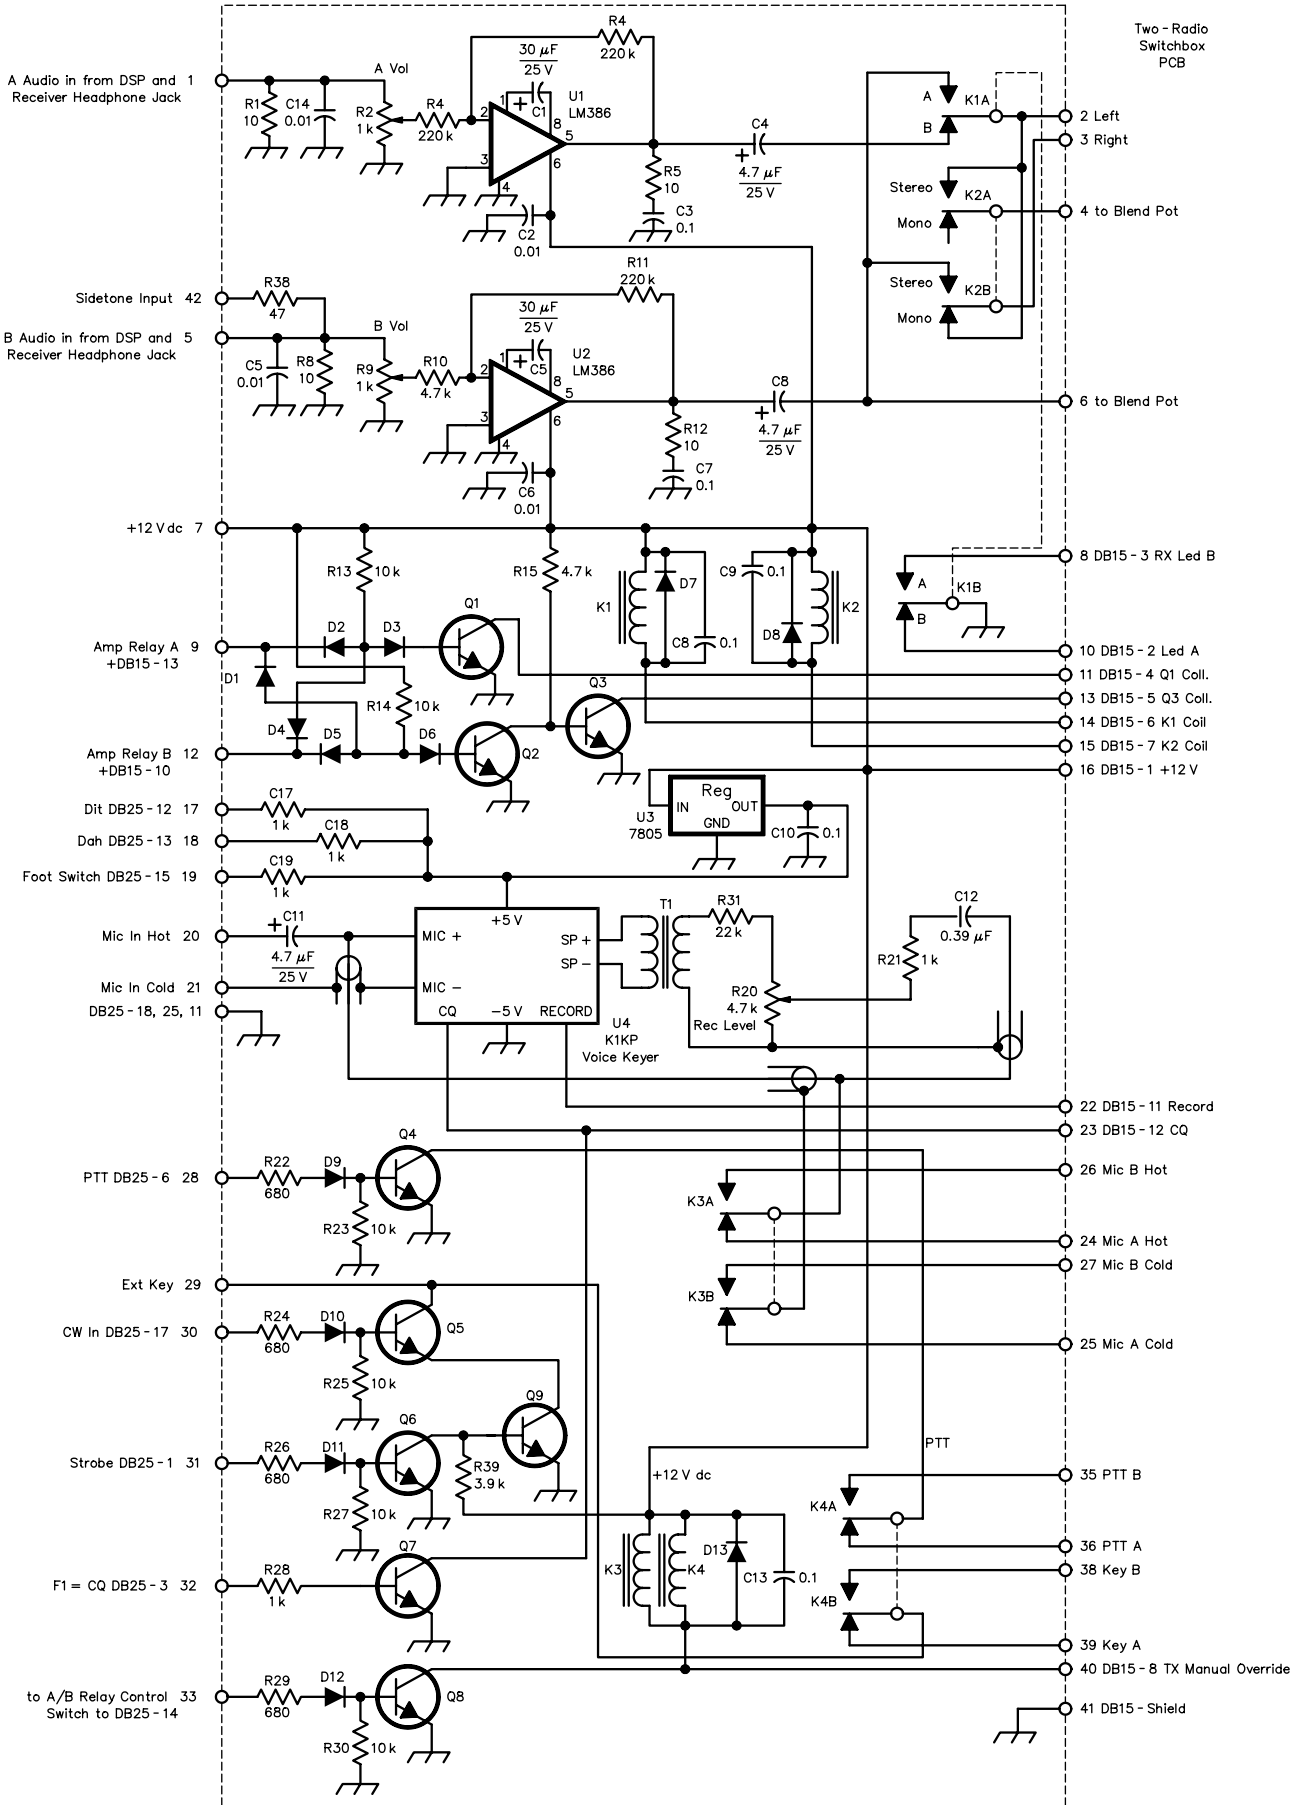 Two-Radio
Switchbox
PCB
A Audio in from DSP and 1
Receiver Headphone Jack
R1
10
C14
0.01
A Vol
R2
1 k
R4
220 k
30 µF
25 V
C1
U1
LM386
1
2
3
4
5
6
8
R4
220 k
C2
0.01
R5
10
C3
0.1
C4
4.7 µF
25 V
A
B
K1A
2 Left
3 Right
Stereo
K2A
Mono
4 to Blend Pot
Stereo
K2B
Mono
Sidetone Input 42
R38
47
B Audio in from DSP and 5
Receiver Headphone Jack
C5
0.01
R8
10
B Vol
R9
1 k
R10
4.7 k
30 µF
25 V
C5
U2
LM386
1
2
3
4
5
6
8
R11
220 k
C6
0.01
R12
10
C7
0.1
C8
4.7 µF
25 V
6 to Blend Pot
+12 V dc 7
R13
10 k
R15
4.7 k
K1
D7
C8
0.1
C9
0.1
D8
K2
8 DB15-3 RX Led B
A
B
K1B
Amp Relay A 9
+DB15-13
D1
D2
D3
Q1
10 DB15-2 Led A
11 DB15-4 Q1 Coll.
13 DB15-5 Q3 Coll.
14 DB15-6 K1 Coil
15 DB15-7 K2 Coil
16 DB15-1 +12 V
R14
10 k
D4
D5
D6
Q2
Q3
Amp Relay B 12
+DB15-10
Dit DB25-12 17
C17
1 k
Dah DB25-13 18
C18
1 k
Foot Switch DB25-15 19
C19
1 k
Reg
IN
OUT
GND
U3
7805
C10
0.1
Mic In Hot 20
C11
4.7 µF
25 V
Mic In Cold 21
DB25-18, 25, 11
+5 V
MIC +
MIC -
SP +
SP -
CQ
-5 V
RECORD
U4
K1KP
Voice Keyer
T1
R31
22 k
R20
4.7 k
Rec Level
R21
1 k
C12
0.39 µF
22 DB15-11 Record
23 DB15-12 CQ
PTT DB25-6 28
R22
680
D9
R23
10 k
Q4
26 Mic B Hot
K3A
24 Mic A Hot
27 Mic B Cold
K3B
25 Mic A Cold
Ext Key 29
CW In DB25-17 30
R24
680
D10
R25
10 k
Q5
Q9
Strobe DB25-1 31
R26
680
D11
R27
10 k
Q6
R39
3.9 k
+12 V dc
PTT
35 PTT B
K4A
36 PTT A
38 Key B
K4B
39 Key A
F1 = CQ DB25-3 32
R28
1 k
Q7
K3
K4
D13
C13
0.1
40 DB15-8 TX Manual Override
to A/B Relay Control 33
Switch to DB25-14
R29
680
D12
R30
10 k
Q8
41 DB15-Shield